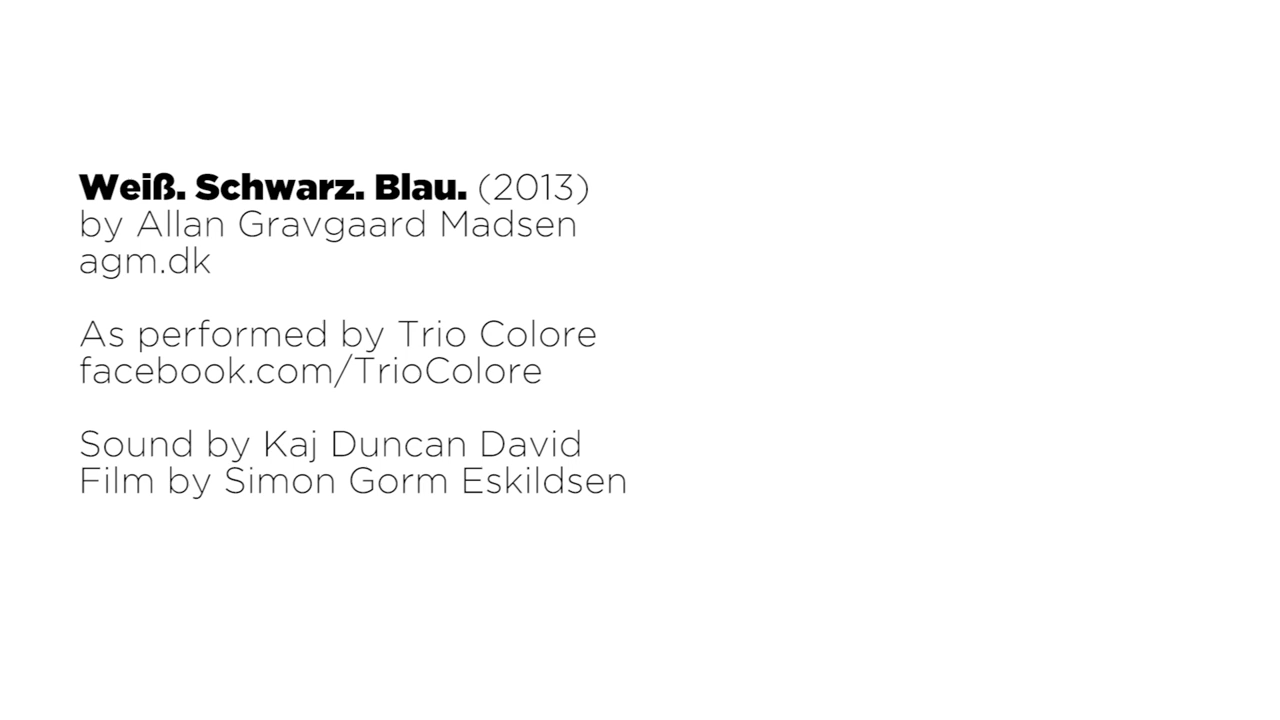 Weiß. Schwarz. Blau. (2013)
by Allan Gravgaard Madsen
agm.dk
As performed by Trio Colore
facebook.com/TrioColore
Sound by Kaj Duncan David
Film by Simon Gorm Eskildsen